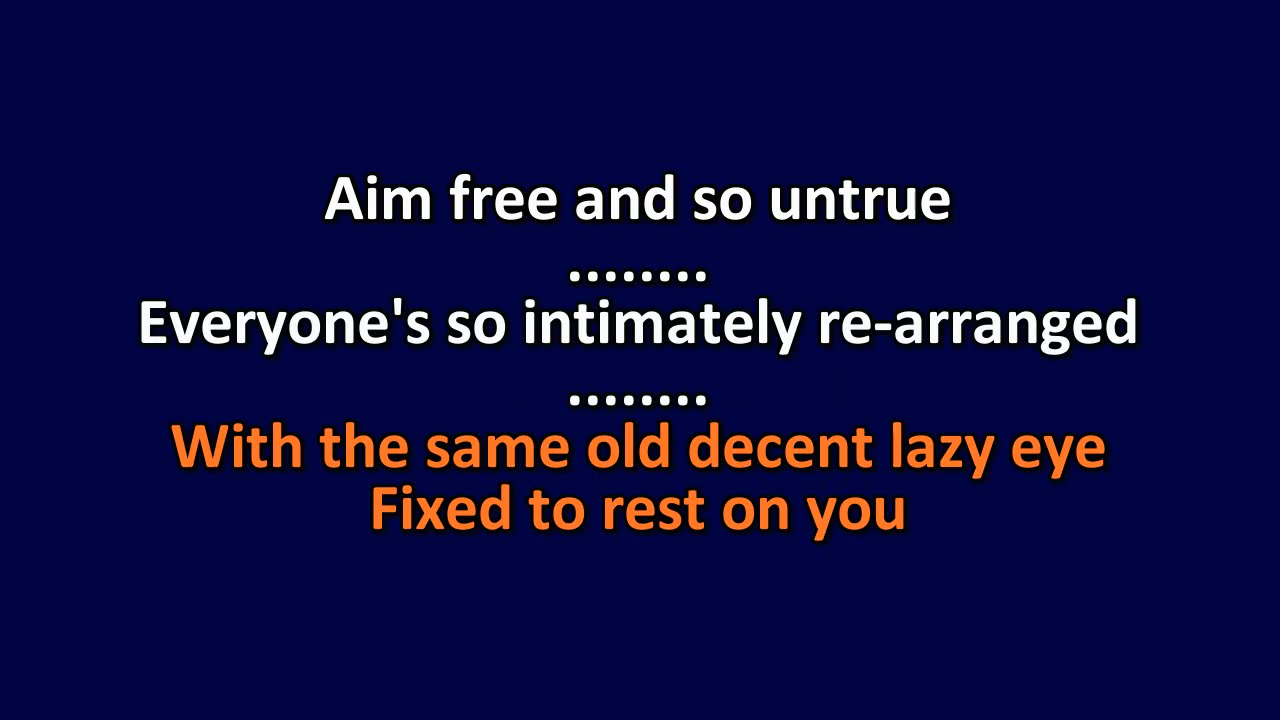 Aim free and so untrue
........
Everyone's so intimately re-arranged
........
With the same old decent lazy eye
Fixed to rest on you